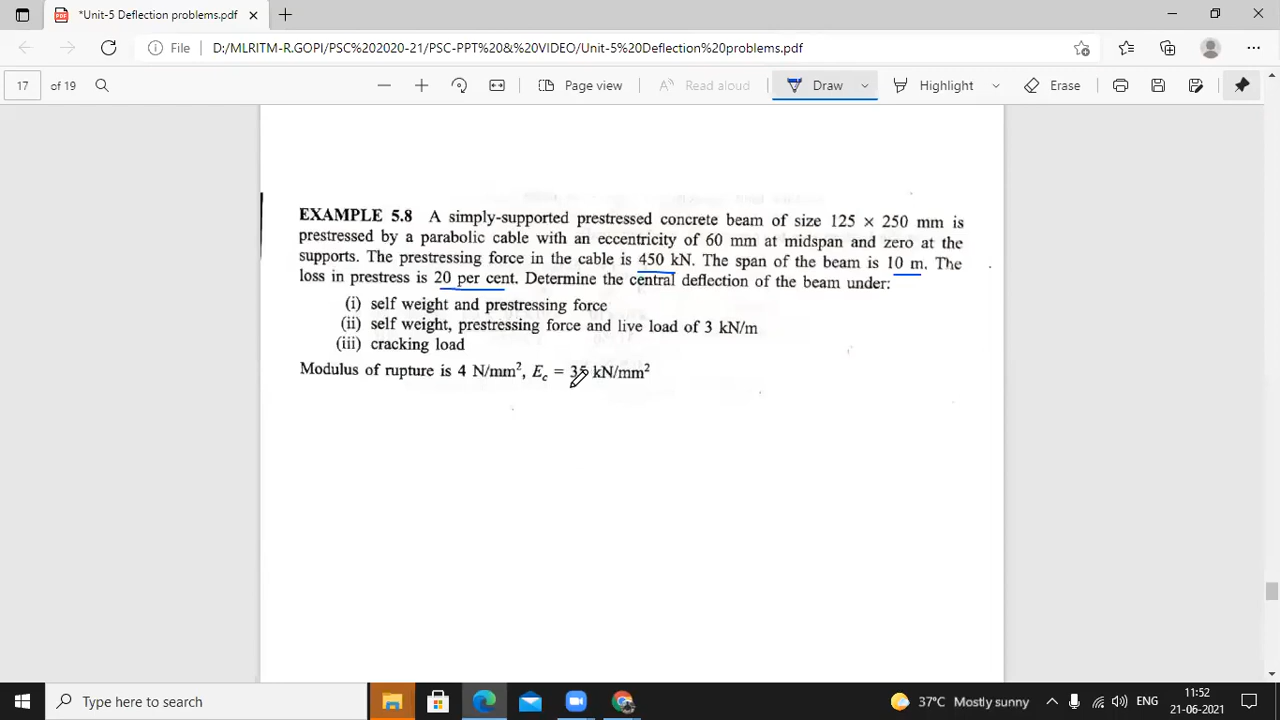 *Unit-5 Deflection problems.pdf
File
D:/MLRITM-R.GOPI/PSC%202020-21/PSC-PPT%20&%20VIDEO/Unit-5%20Deflection%20problems.pdf
17 of 19
Page view
Read aloud
Draw
Highlight
Erase
EXAMPLE 5.8 A simply-supported prestressed concrete beam of size 125 × 250 mm is
prestressed by a parabolic cable with an eccentricity of 60 mm at midspan and zero at the
supports. The prestressing force in the cable is 450 kN. The span of the beam is 10 m. The
loss in prestress is 20 per cent. Determine the central deflection of the beam under:
(i) self weight and prestressing force
(ii) self weight, prestressing force and live load of 3 kN/m
(iii) cracking load
Modulus of rupture is 4 N/mm², E_c = 35 kN/mm²
Type here to search
37°C Mostly sunny
ENG
11:52
21-06-2021